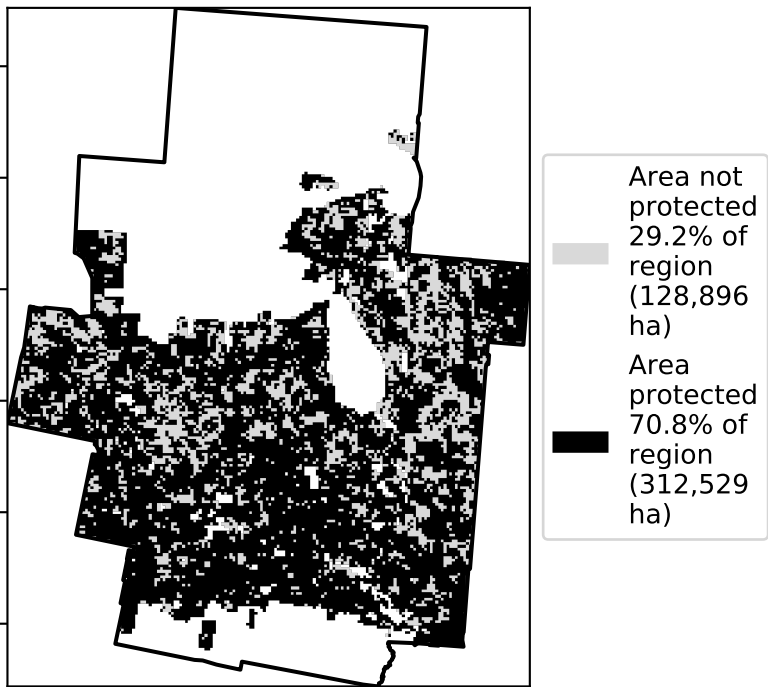 Area not
protected
29.2% of
region
(128,896
ha)
Area
protected
70.8% of
region
(312,529
ha)